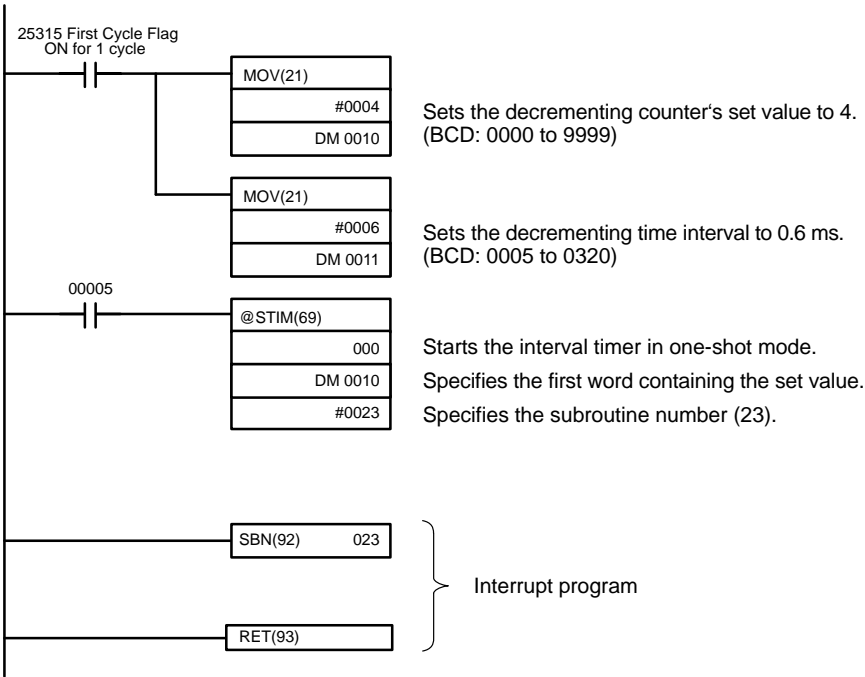 25315 First Cycle Flag
ON for 1 cycle
MOV(21)
#0004
DM 0010
Sets the decrementing counter‘s set value to 4.
(BCD: 0000 to 9999)
MOV(21)
#0006
DM 0011
Sets the decrementing time interval to 0.6 ms.
(BCD: 0005 to 0320)
00005
@STIM(69)
000
Starts the interval timer in one-shot mode.
DM 0010
Specifies the first word containing the set value.
#0023
Specifies the subroutine number (23).
SBN(92) 023
Interrupt program
RET(93)